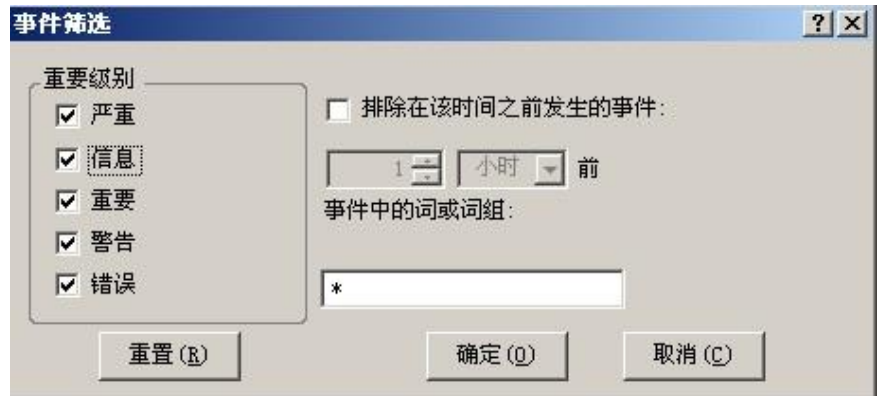 事件筛选
重要级别
严重
信息
重要
警告
错误
排除在该时间之前发生的事件:
1 小时 前
事件中的词或词组:
*
重置(R)
确定(O)
取消(C)